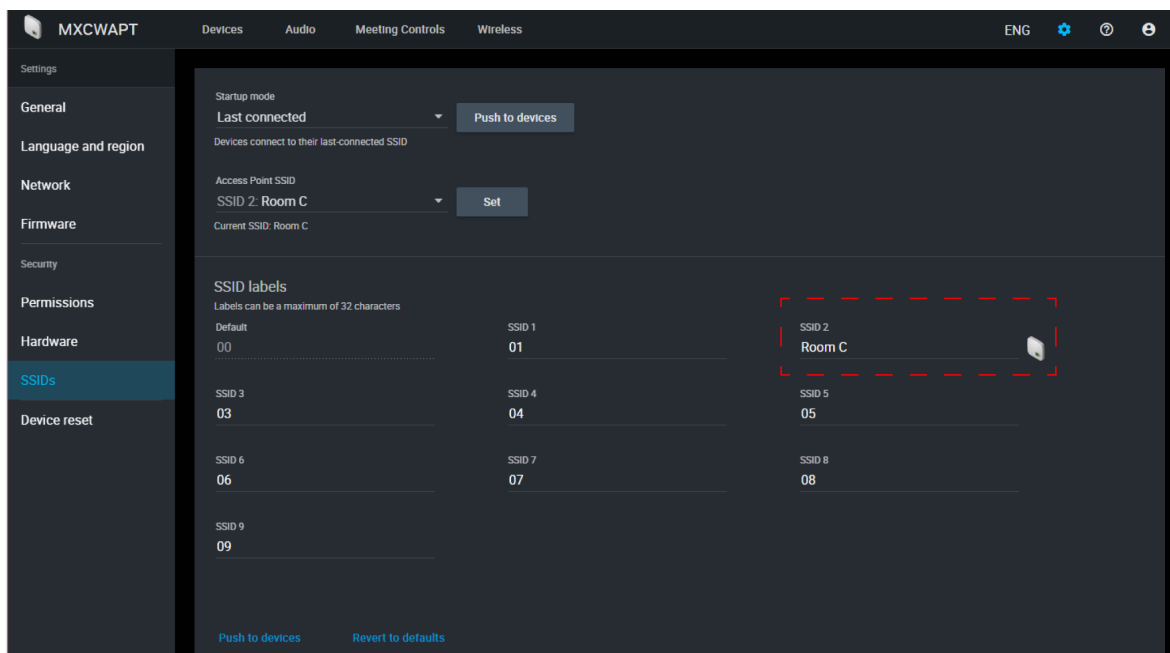 MXCWAPT Devices Audio Meeting Controls Wireless ENG
Settings
General
Language and region
Network
Firmware
Security
Permissions
Hardware
SSIDs
Device reset
Startup mode
Last connected Push to devices
Devices connect to their last-connected SSID
Access Point SSID
SSID 2: Room C Set
Current SSID: Room C
SSID labels
Labels can be a maximum of 32 characters
Default SSID 1 SSID 2
00 01 Room C
SSID 3 SSID 4 SSID 5
03 04 05
SSID 6 SSID 7 SSID 8
06 07 08
SSID 9
09
Push to devices Revert to defaults